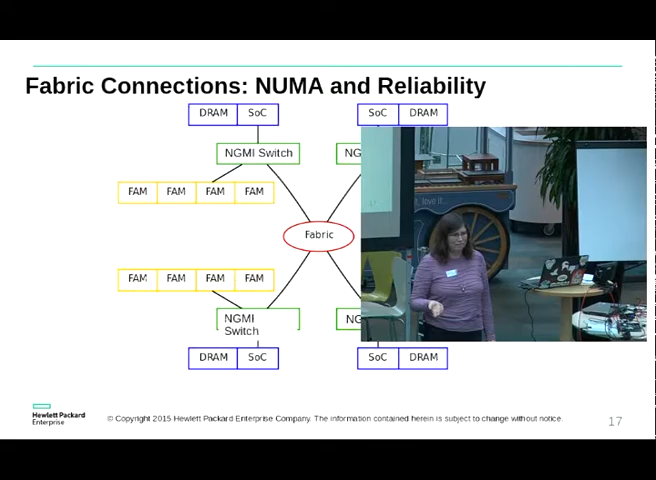 Fabric Connections: NUMA and Reliability
DRAM SoC SoC DRAM
NGMI Switch NG
FAM FAM FAM FAM
Fabric
FAM FAM FAM FAM
NGMI NG
Switch
DRAM SoC SoC DRAM
love it...
Hewlett Packard
Enterprise
© Copyright 2015 Hewlett Packard Enterprise Company. The information contained herein is subject to change without notice.
17